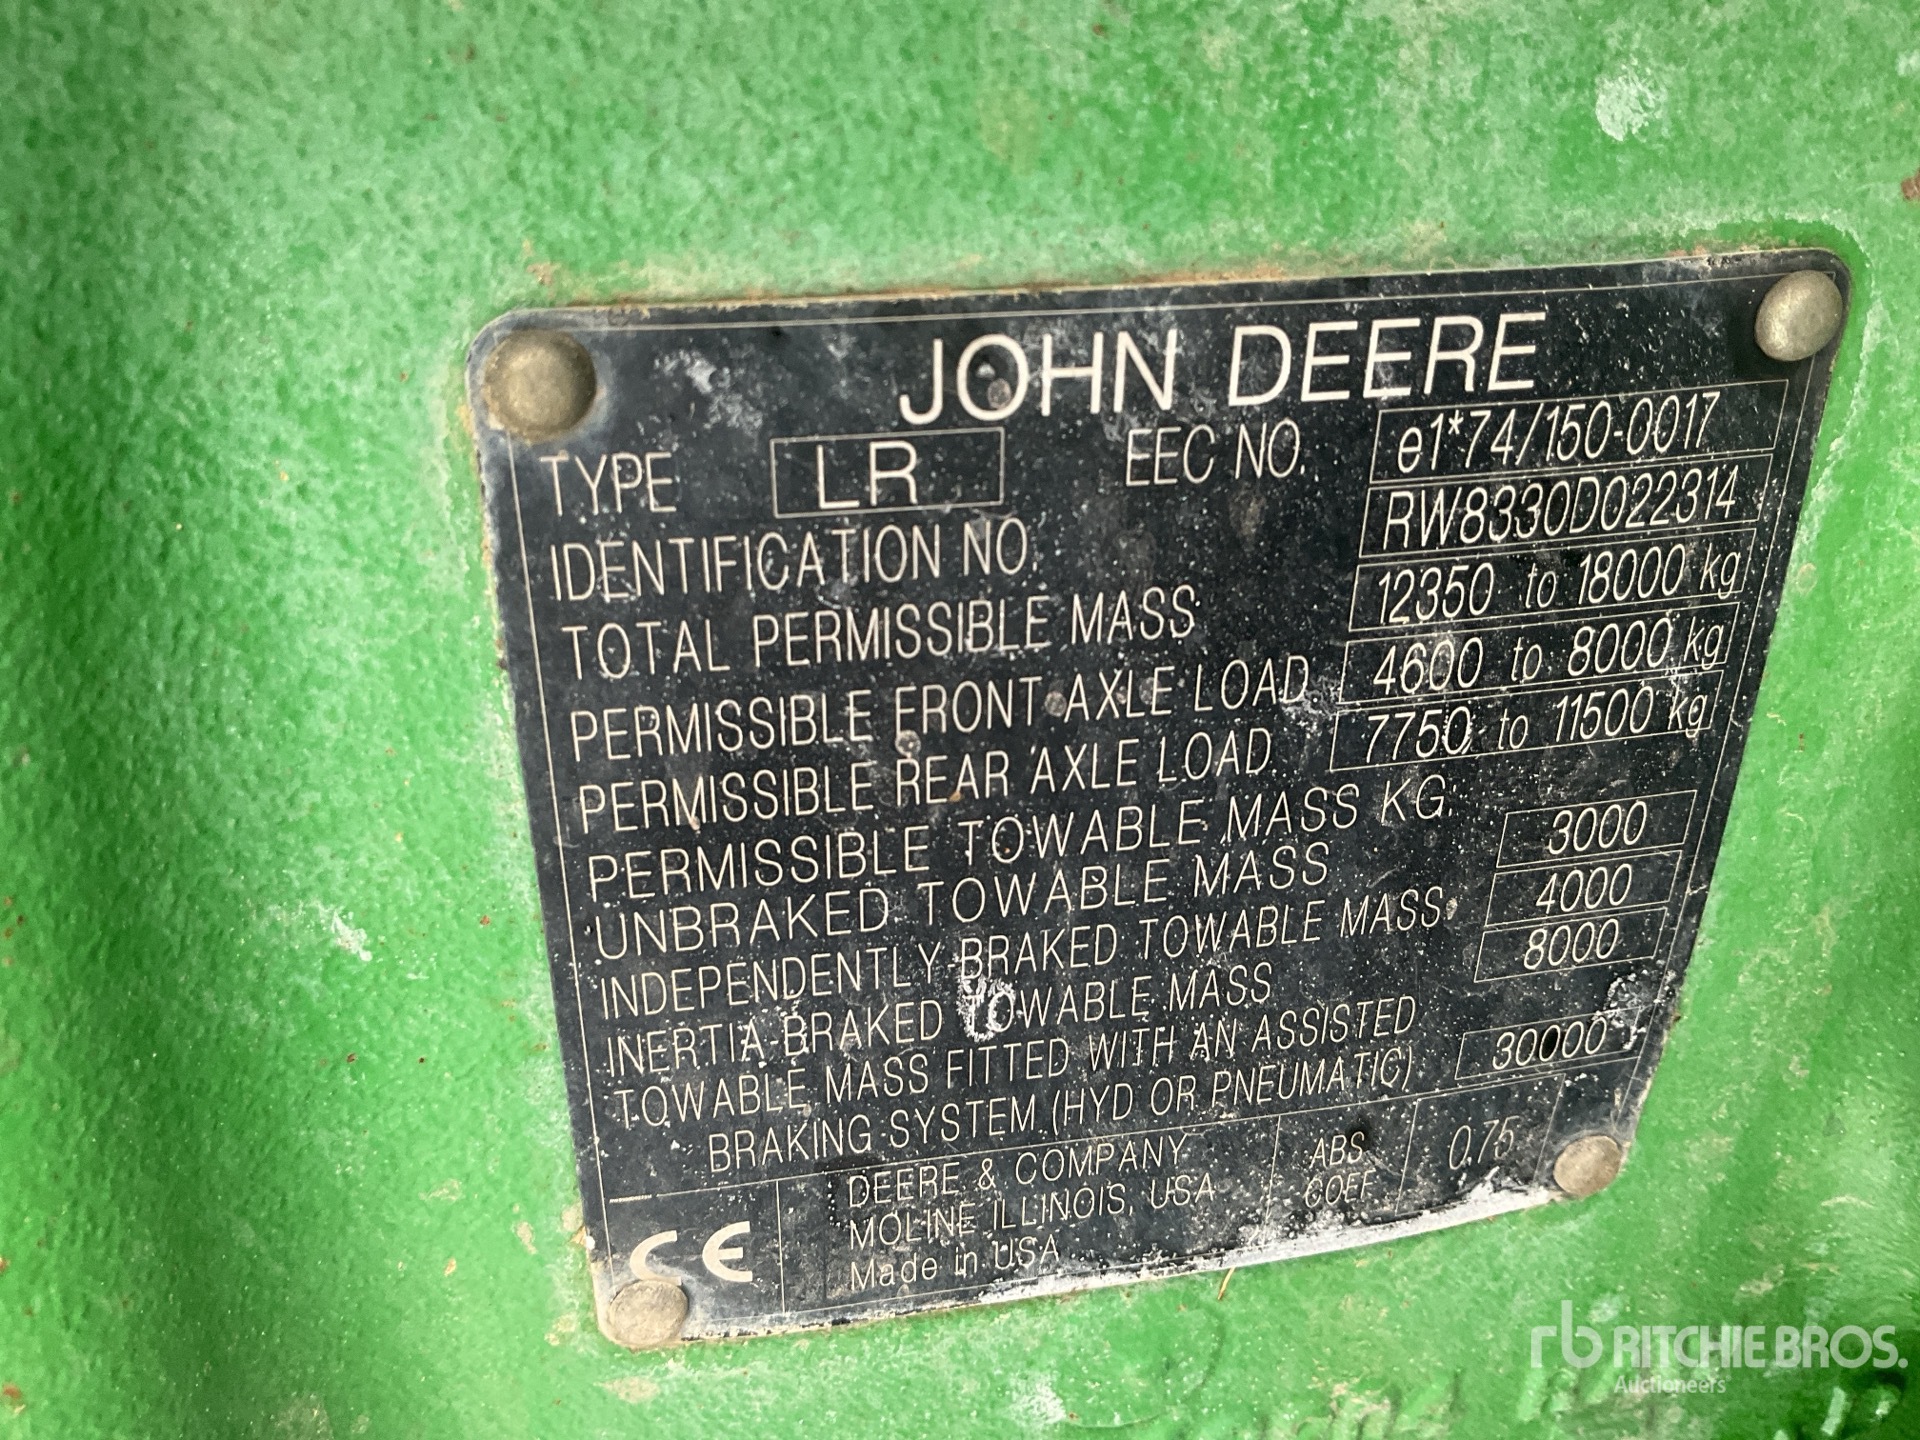 JOHN DEERE
TYPE LR EEC NO. e1*74/150-0017
IDENTIFICATION NO. RW8330D022314
TOTAL PERMISSIBLE MASS 12350 to 18000 kg
PERMISSIBLE FRONT AXLE LOAD 4600 to 8000 kg
PERMISSIBLE REAR AXLE LOAD 7750 to 11500 kg
PERMISSIBLE TOWABLE MASS KG:
UNBRAKED TOWABLE MASS 3000
INDEPENDENTLY BRAKED TOWABLE MASS 4000
INERTIA BRAKED TOWABLE MASS 8000
TOWABLE MASS FITTED WITH AN ASSISTED
BRAKING SYSTEM (HYD OR PNEUMATIC) 30000
CE
DEERE & COMPANY
MOLINE ILLINOIS, USA
Made in USA
ABS
COEF
0.75
rb RITCHIE BROS.
Auctioneers